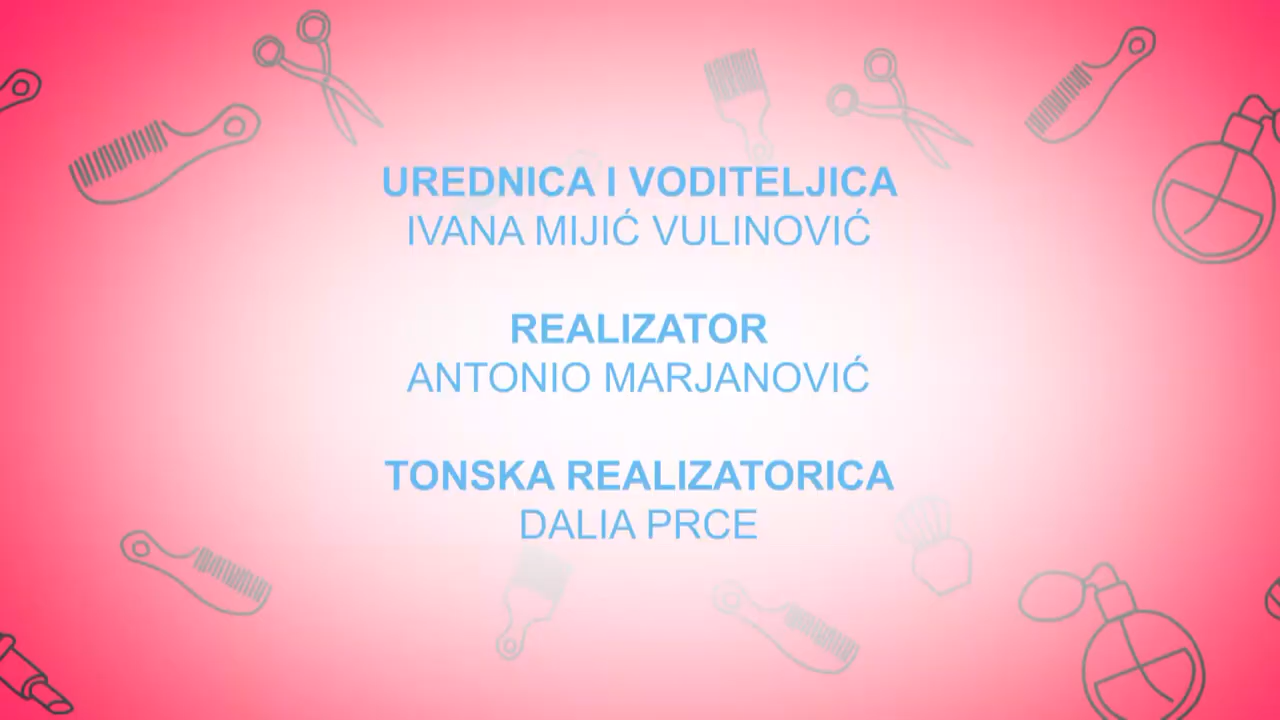 UREDNICA I VODITELJICA
IVANA MIJIĆ VULINOVIĆ
REALIZATOR
ANTONIO MARJANOVIĆ
TONSKA REALIZATORICA
DALIA PRCE